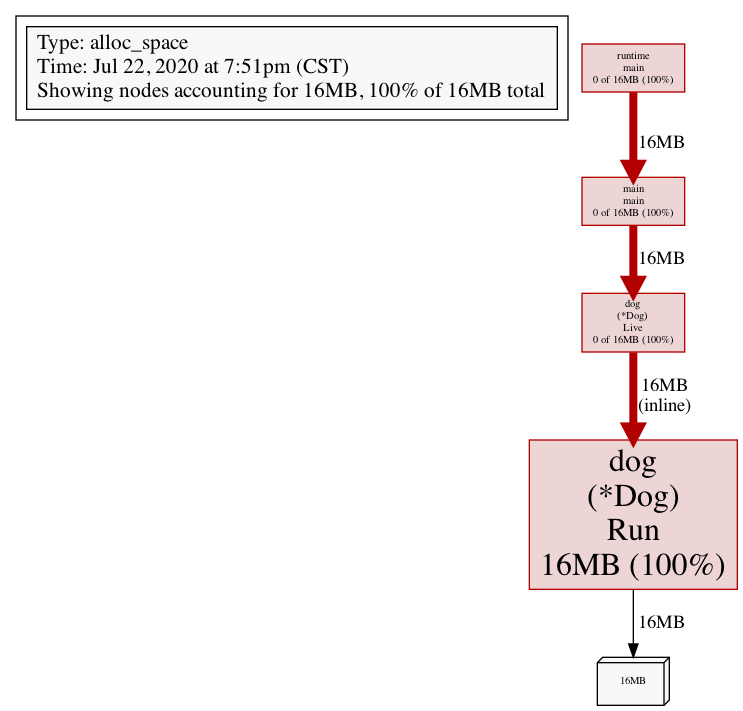 Type: alloc_space
Time: Jul 22, 2020 at 7:51pm (CST)
Showing nodes accounting for 16MB, 100% of 16MB total
runtime
main
0 of 16MB (100%)
16MB
main
main
0 of 16MB (100%)
16MB
dog
(*Dog)
Live
0 of 16MB (100%)
16MB
(inline)
dog
(*Dog)
Run
16MB (100%)
16MB
16MB